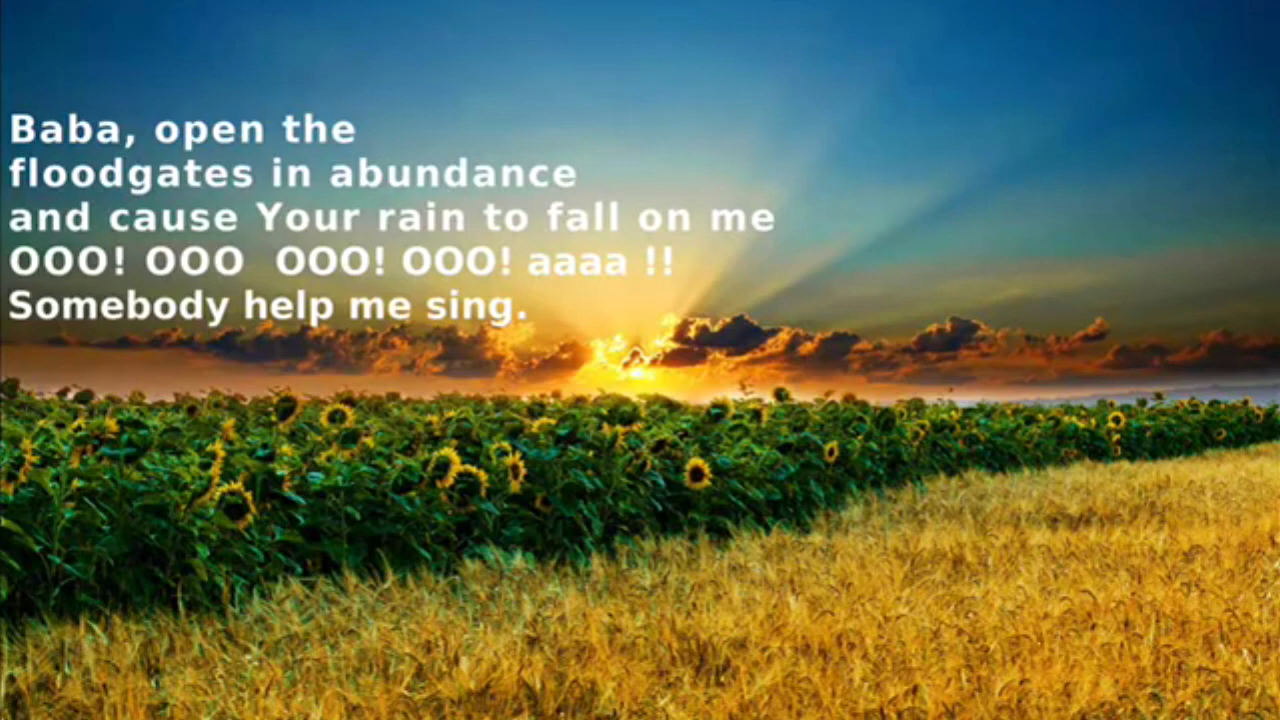 Baba, open the
floodgates in abundance
and cause Your rain to fall on me
OOO! OOO  OOO! OOO! aaaa !!
Somebody help me sing.